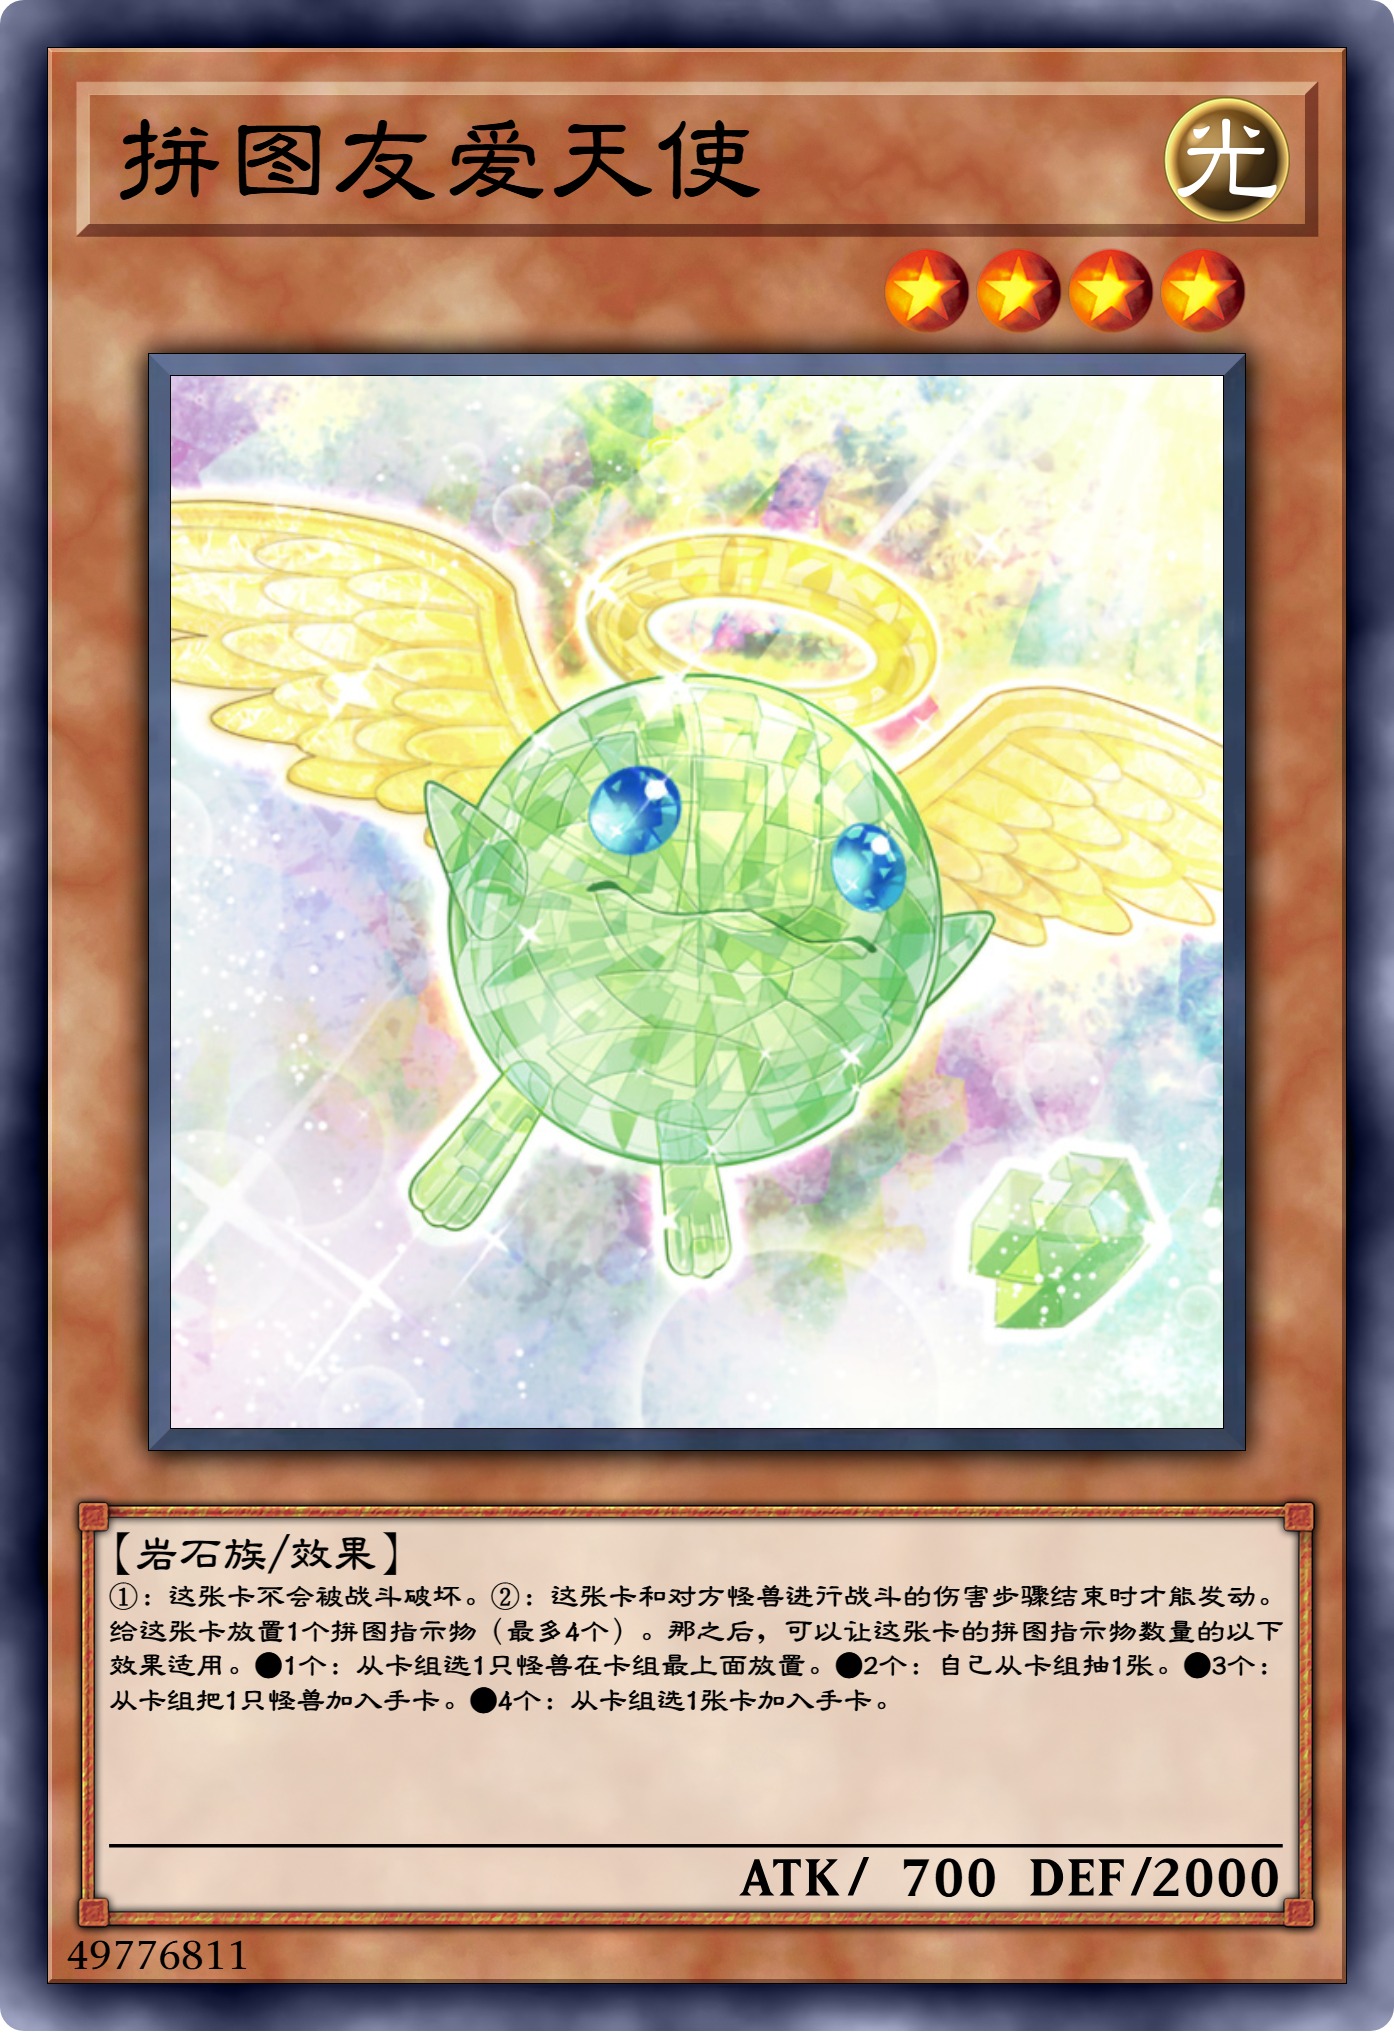 拼图友爱天使
光
【岩石族/效果】
①：这张卡不会被战斗破坏。②：这张卡和对方怪兽进行战斗的伤害步骤结束时才能发动。
给这张卡放置1个拼图指示物（最多4个）。那之后，可以让这张卡的拼图指示物数量的以下
效果适用。●1个：从卡组选1只怪兽在卡组最上面放置。●2个：自己从卡组抽1张。●3个：
从卡组把1只怪兽加入手卡。●4个：从卡组选1张卡加入手卡。
ATK/ 700 DEF/2000
49776811